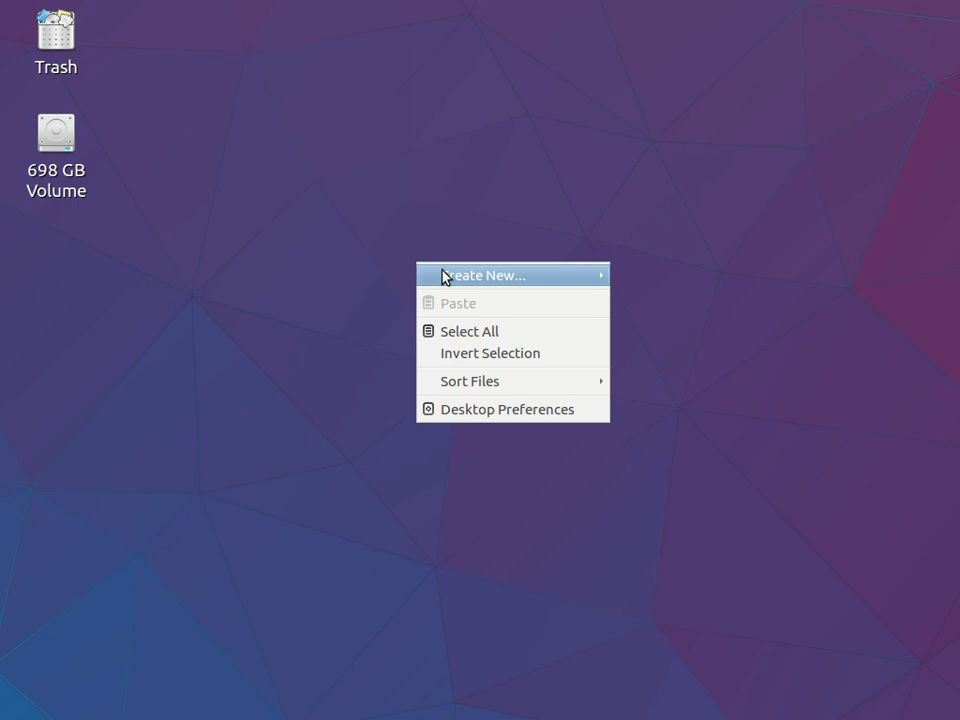 Trash
698 GB
Volume
Create New...
Paste
Select All
Invert Selection
Sort Files
Desktop Preferences